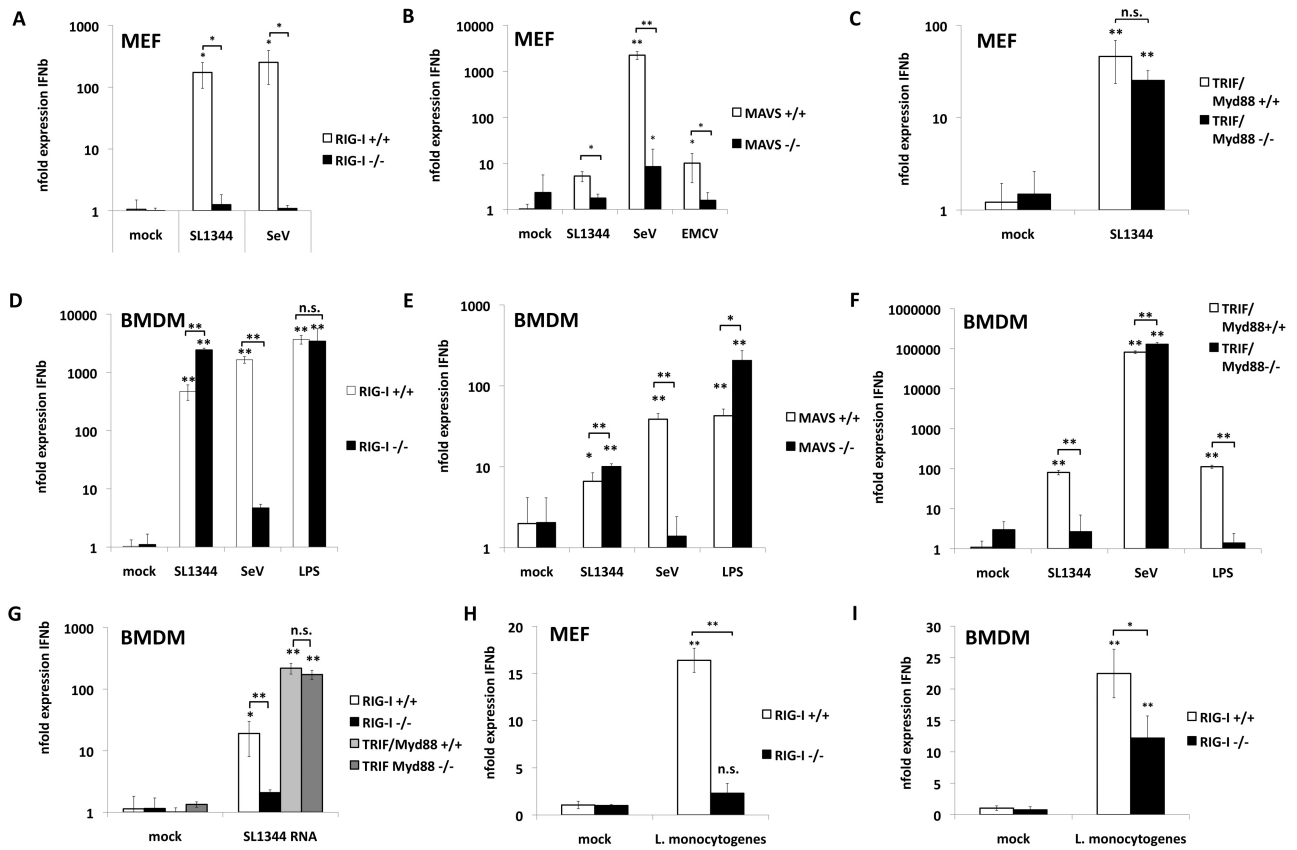 A
MEF
nfold expression IFNb
1000
100
10
1
*
*
*
*
mock
SL1344
SeV
RIG-I +/+
RIG-I -/-
B
MEF
nfold expression IFNb
10000
1000
100
10
1
*
**
**
*
*
*
mock
SL1344
SeV
EMCV
MAVS +/+
MAVS -/-
C
MEF
nfold expression IFNb
100
10
1
n.s.
**
**
mock
SL1344
TRIF/
Myd88 +/+
TRIF/
Myd88 -/-
D
BMDM
nfold expression IFNb
10000
1000
100
10
1
**
**
**
**
**
n.s.
** **
mock
SL1344
SeV
LPS
RIG-I +/+
RIG-I -/-
E
BMDM
nfold expression IFNb
1000
100
10
1
**
*
**
**
**
*
**
**
mock
SL1344
SeV
LPS
MAVS +/+
MAVS -/-
F
BMDM
nfold expression IFNb
1000000
100000
10000
1000
100
10
1
**
**
**
**
**
**
**
mock
SL1344
SeV
LPS
TRIF/
Myd88+/+
TRIF/
Myd88-/-
G
BMDM
nfold expression IFNb
1000
100
10
1
**
*
n.s.
**
**
mock
SL1344 RNA
RIG-I +/+
RIG-I -/-
TRIF/Myd88 +/+
TRIF Myd88 -/-
H
MEF
nfold expression IFNb
20
15
10
5
0
**
**
n.s.
mock
L. monocytogenes
RIG-I +/+
RIG-I -/-
I
BMDM
nfold expression IFNb
30
25
20
15
10
5
0
*
**
**
mock
L. monocytogenes
RIG-I +/+
RIG-I -/-